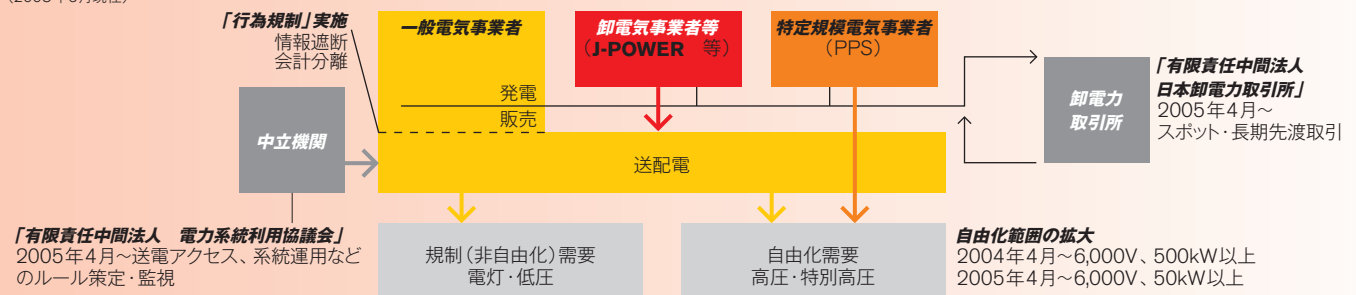 「行為規制」実施
情報遮断
会計分離
一般電気事業者
卸電気事業者等
（J-POWER 等）
特定規模電気事業者
（PPS）
発電
販売
中立機関
送配電
卸電力
取引所
「有限責任中間法人
日本卸電力取引所」
2005年4月～
スポット・長期先渡取引
「有限責任中間法人 電力系統利用協議会」
2005年4月～送電アクセス、系統運用など
のルール策定・監視
規制（非自由化）需要
電灯・低圧
自由化需要
高圧・特別高圧
自由化範囲の拡大
2004年4月～6,000V、500kW以上
2005年4月～6,000V、50kW以上